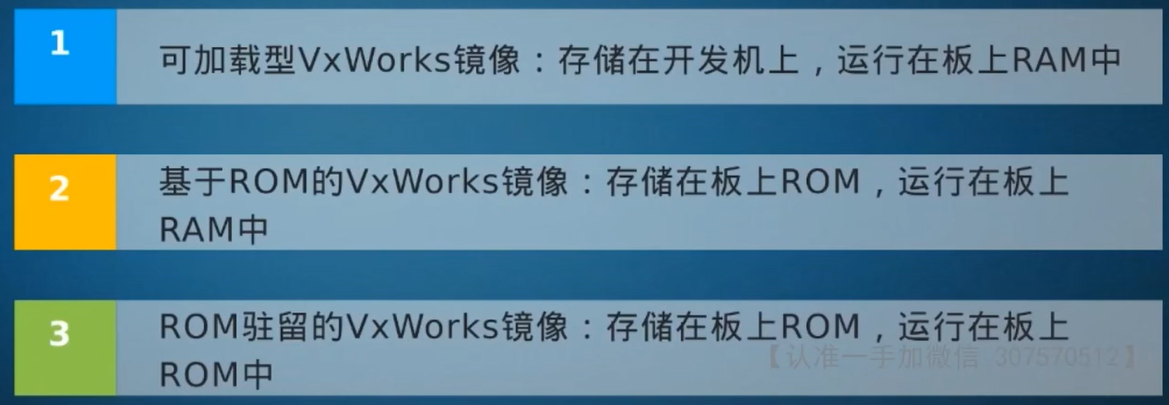 1
可加载型VxWorks镜像：存储在开发机上，运行在板上RAM中
2
基于ROM的VxWorks镜像：存储在板上ROM，运行在板上
RAM中
3
ROM驻留的VxWorks镜像：存储在板上ROM，运行在板上
【认准一手加微信 307570512】
ROM中